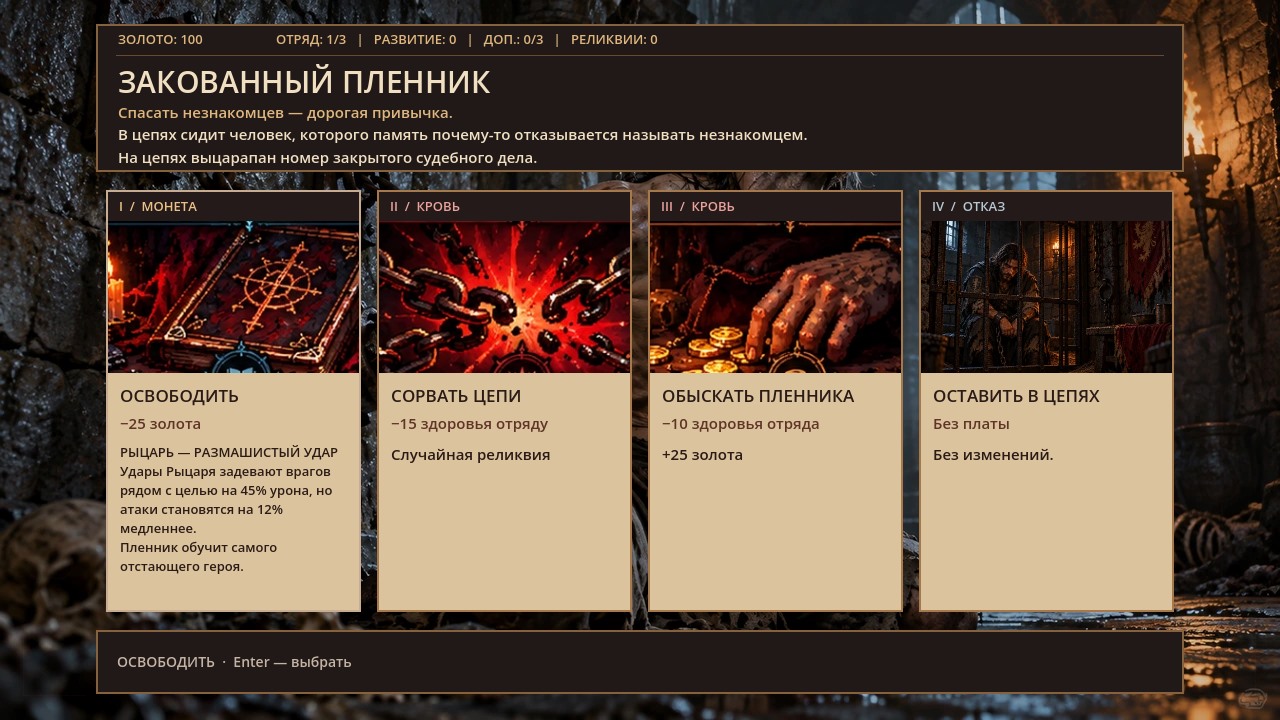 ЗОЛОТО: 100 ОТРЯД: 1/3 | РАЗВИТИЕ: 0 | ДОП.: 0/3 | РЕЛИКВИИ: 0
ЗАКОВАННЫЙ ПЛЕННИК
Спасать незнакомцев — дорогая привычка.
В цепях сидит человек, которого память почему-то отказывается называть незнакомцем.
На цепях выцарапан номер закрытого судебного дела.
I / МОНЕТА
ОСВОБОДИТЬ
−25 золота
РЫЦАРЬ — РАЗМАШИСТЫЙ УДАР
Удары Рыцаря задевают врагов
рядом с целью на 45% урона, но
атаки становятся на 12%
медленнее.
Пленник обучит самого
отстающего героя.
II / КРОВЬ
СОРВАТЬ ЦЕПИ
−15 здоровья отряду
Случайная реликвия
III / КРОВЬ
ОБЫСКАТЬ ПЛЕННИКА
−10 здоровья отряда
+25 золота
IV / ОТКАЗ
ОСТАВИТЬ В ЦЕПЯХ
Без платы
Без изменений.
ОСВОБОДИТЬ · Enter — выбрать